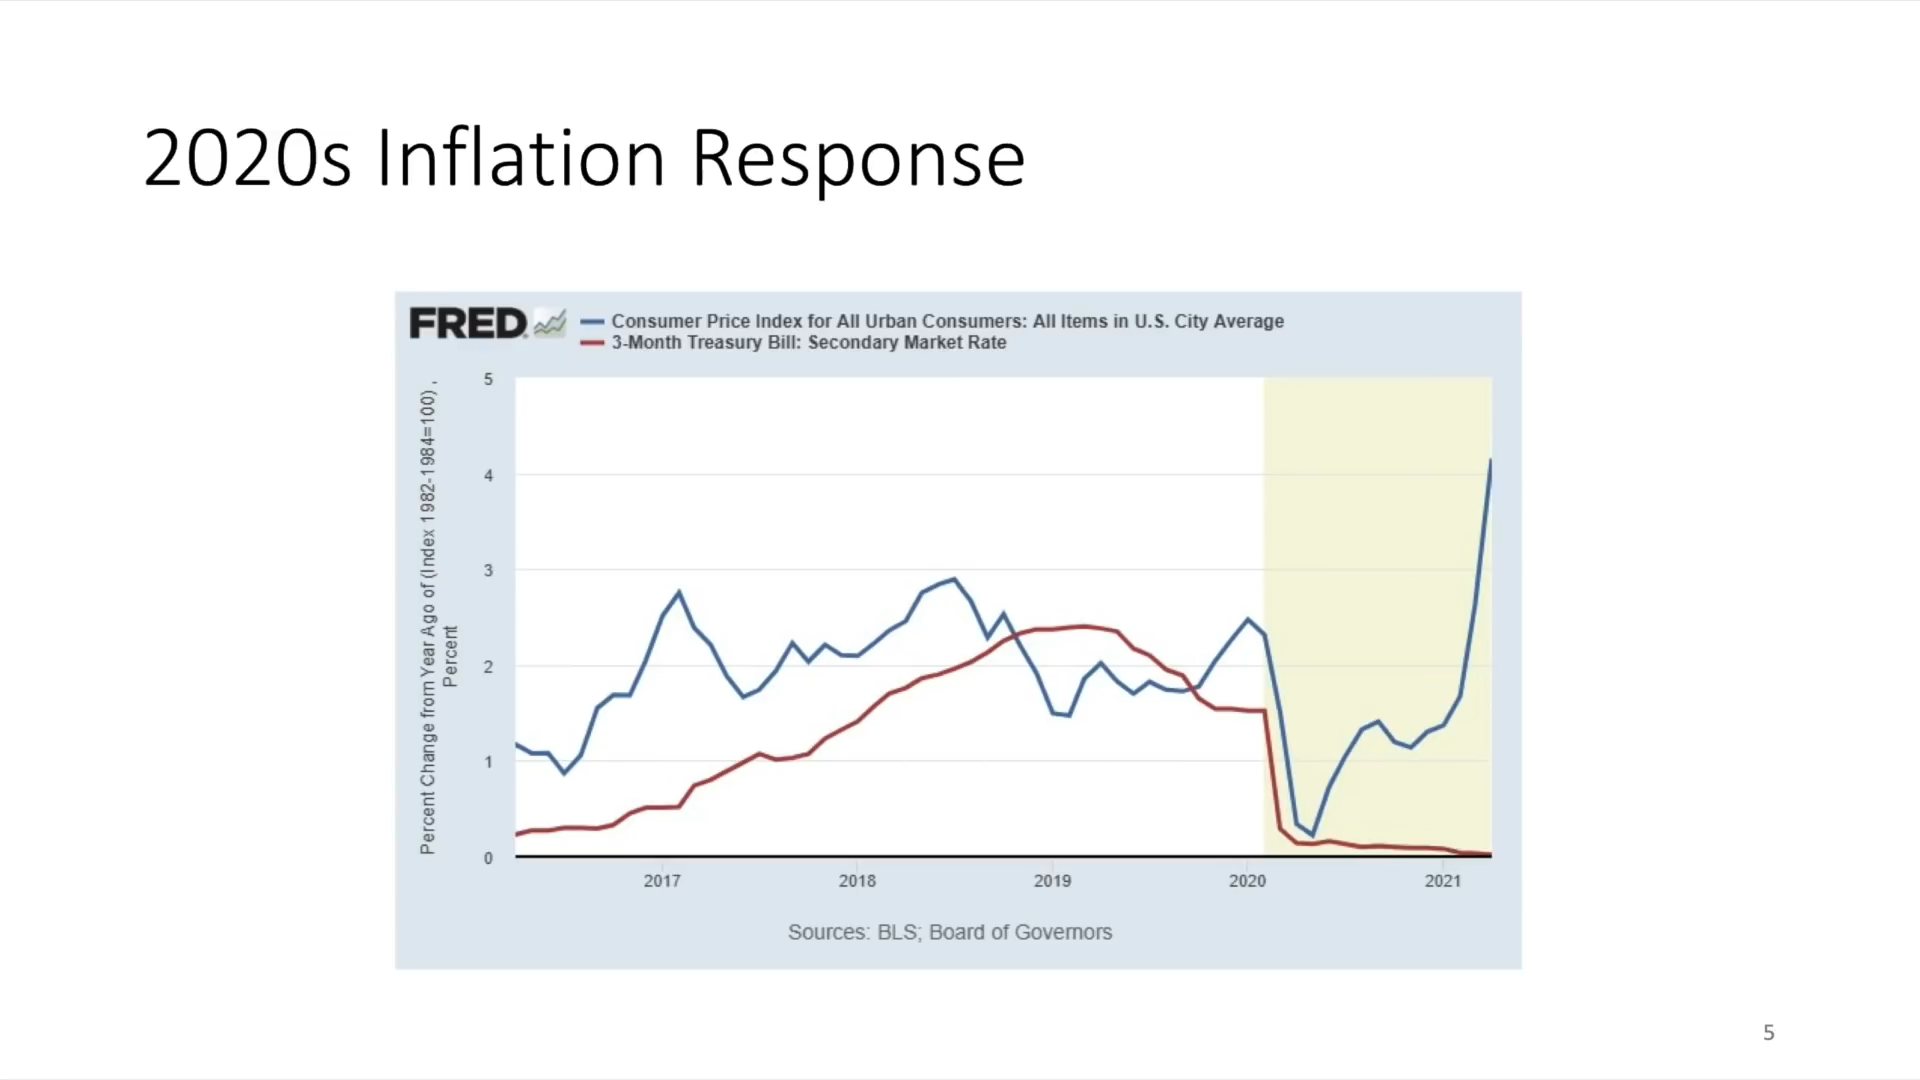 2020s Inflation Response
FRED
Consumer Price Index for All Urban Consumers: All Items in U.S. City Average
3-Month Treasury Bill: Secondary Market Rate
Percent Change from Year Ago of (Index 1982-1984=100) ,
Percent
5
4
3
2
1
0
2017 2018 2019 2020 2021
Sources: BLS; Board of Governors
5